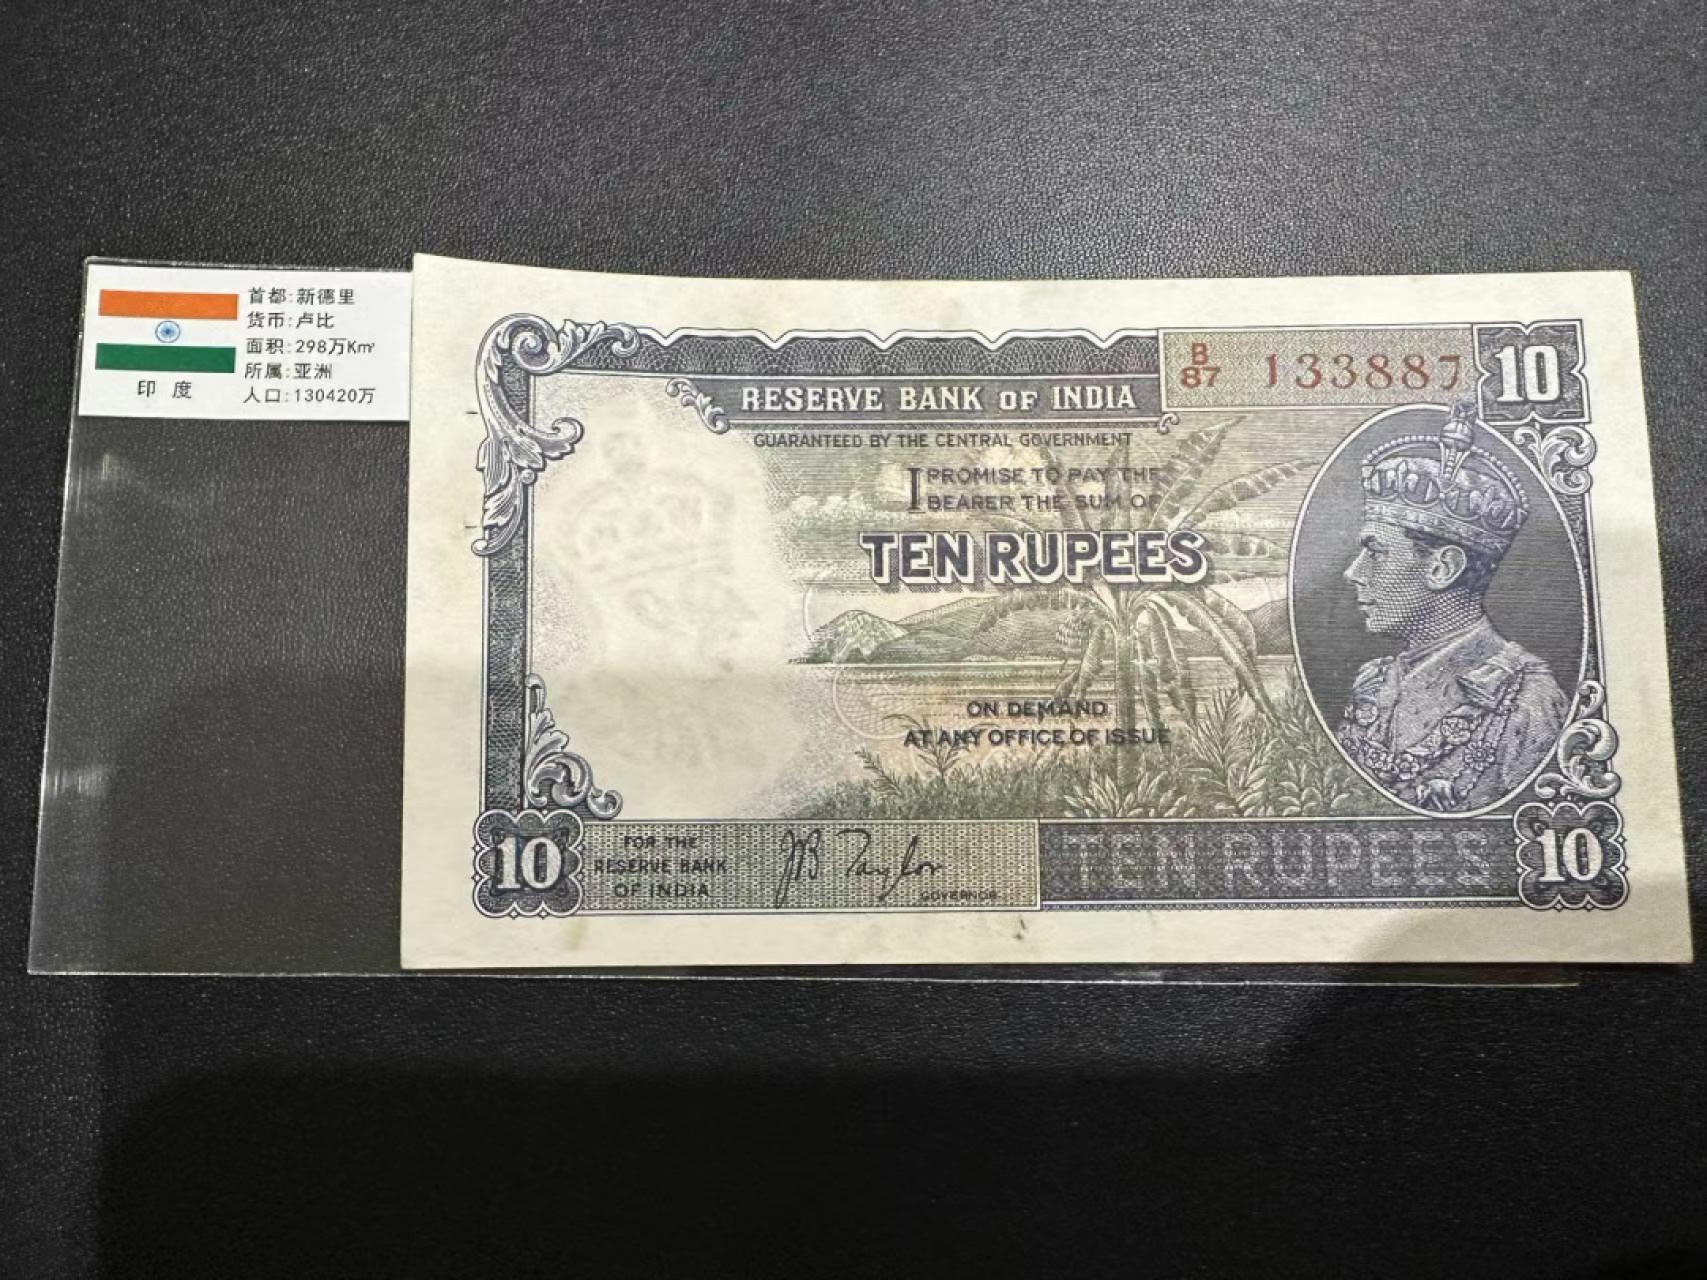 首都:新德里
货币:卢比
面积:298万Km²
所属:亚洲
人口:130420万
印度
B
87 133887
10
RESERVE BANK OF INDIA
GUARANTEED BY THE CENTRAL GOVERNMENT
I PROMISE TO PAY THE
BEARER THE SUM OF
TEN RUPEES
ON DEMAND
AT ANY OFFICE OF ISSUE
10
FOR THE
RESERVE BANK
OF INDIA
JB Taylor
GOVERNOR
TEN RUPEES
10